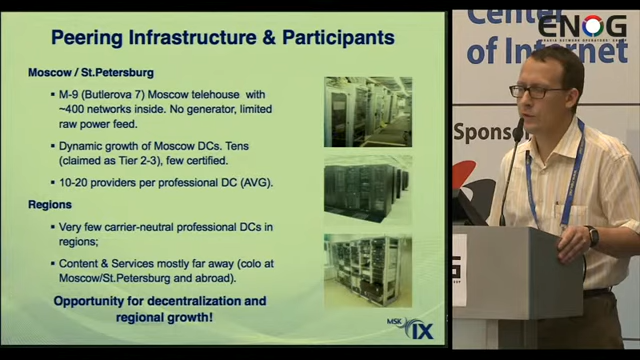 Peering Infrastructure & Participants
Moscow / St.Petersburg
M-9 (Butlerova 7) Moscow telehouse with
~400 networks inside. No generator, limited
raw power feed.
Dynamic growth of Moscow DCs. Tens
(claimed as Tier 2-3), few certified.
10-20 providers per professional DC (AVG).
Regions
Very few carrier-neutral professional DCs in
regions;
Content & Services mostly far away (colo at
Moscow/St.Petersburg and abroad).
Opportunity for decentralization and
regional growth!
MSK
IX
Center
ENOG
of Internet
Sponso